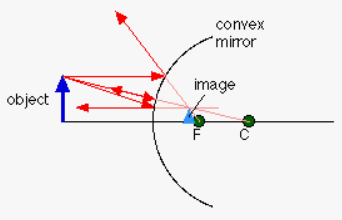 convex
mirror
image
object
F
C